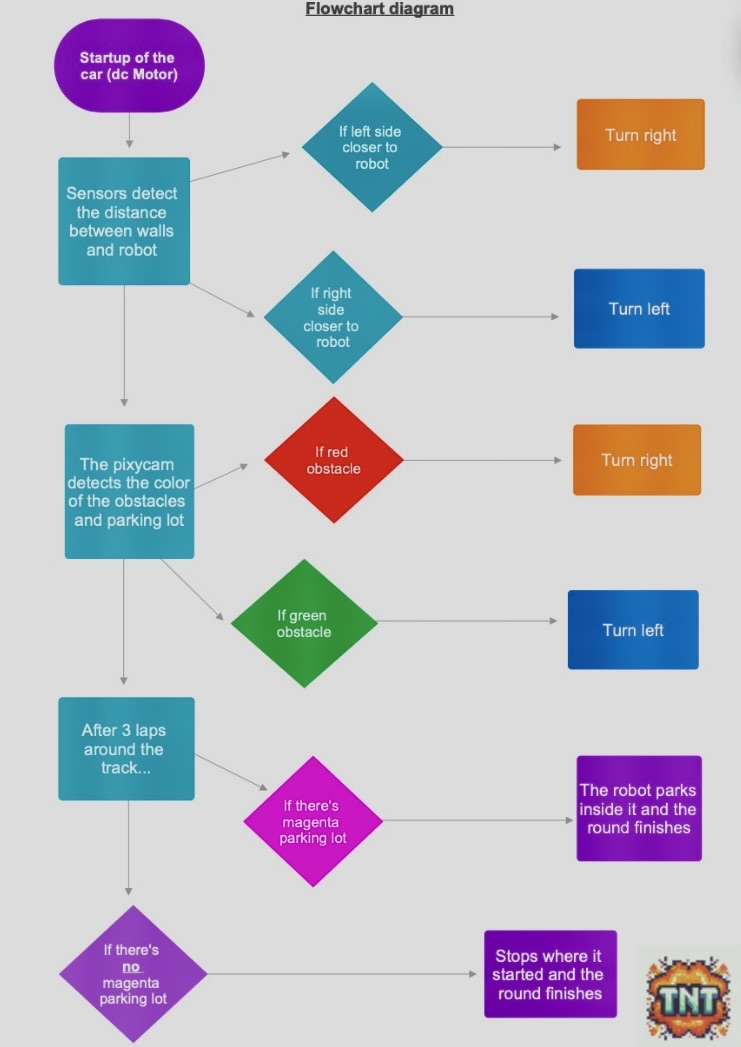 Flowchart diagram
Startup of the
car (dc Motor)
If left side
closer to
robot
Turn right
Sensors detect
the distance
between walls
and robot
If right
side
closer to
robot
Turn left
The pixycam
detects the color
of the obstacles
and parking lot
If red
obstacle
Turn right
If green
obstacle
Turn left
After 3 laps
around the
track...
If there's
magenta
parking lot
The robot parks
inside it and the
round finishes
If there's
no
magenta
parking lot
Stops where it
started and the
round finishes
TNT